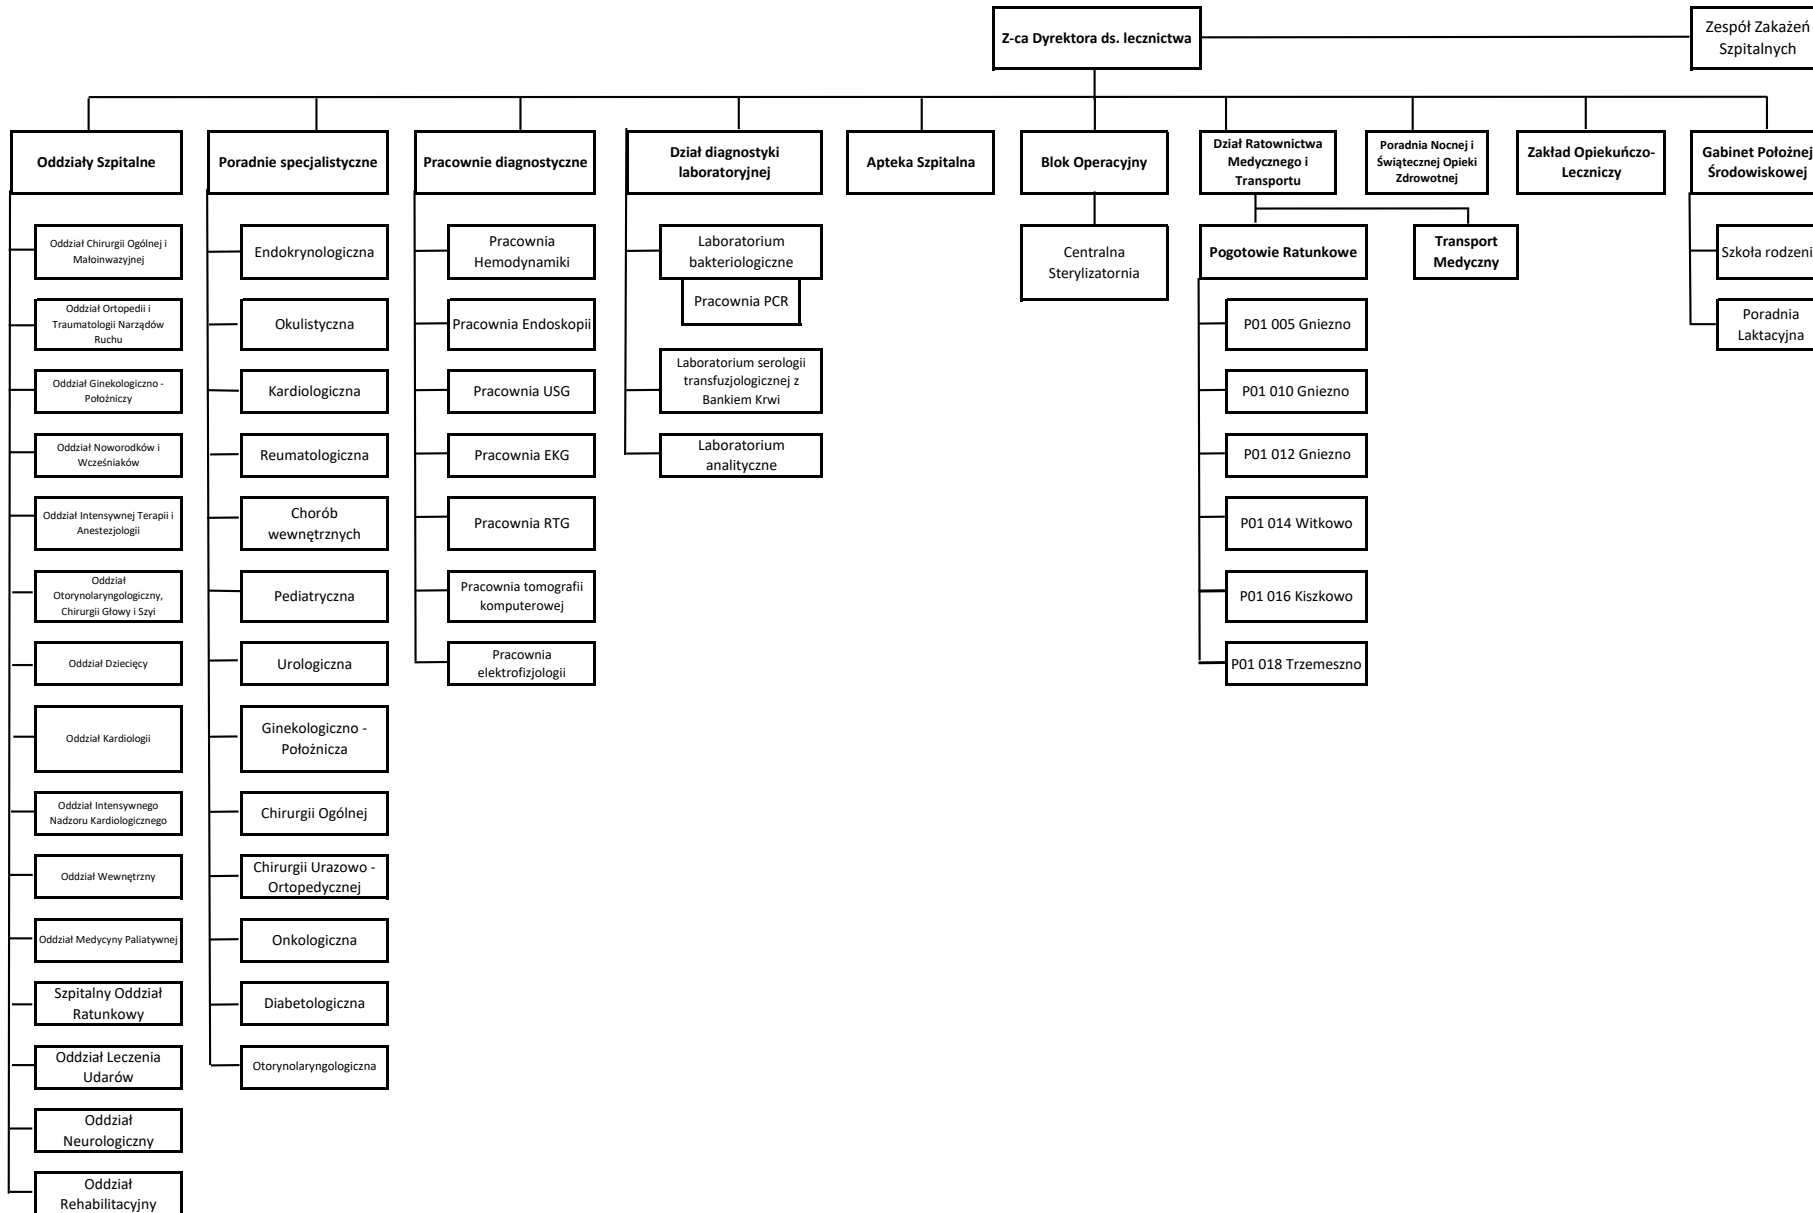 Z-ca Dyrektora ds. lecznictwa
Zespół Zakażeń
Szpitalnych
Oddziały Szpitalne
Poradnie specjalistyczne
Pracownie diagnostyczne
Dział diagnostyki
laboratoryjnej
Apteka Szpitalna
Blok Operacyjny
Dział Ratownictwa
Medycznego i
Transportu
Poradnia Nocnej i
Świątecznej Opieki
Zdrowotnej
Zakład Opiekuńczo-
Leczniczy
Gabinet Położnej
Środowiskowej
Oddział Chirurgii Ogólnej i
Małoinwazyjnej
Oddział Ortopedii i
Traumatologii Narządów
Ruchu
Oddział Ginekologiczno -
Położniczy
Oddział Noworodków i
Wcześniaków
Oddział Intensywnej Terapii i
Anestezjologii
Oddział
Otorynolaryngologiczny,
Chirurgii Głowy i Szyi
Oddział Dziecięcy
Oddział Kardiologii
Oddział Intensywnego
Nadzoru Kardiologicznego
Oddział Wewnętrzny
Oddział Medycyny Paliatywnej
Szpitalny Oddział
Ratunkowy
Oddział Leczenia
Udarów
Oddział
Neurologiczny
Oddział
Rehabilitacyjny
Endokrynologiczna
Okulistyczna
Kardiologiczna
Reumatologiczna
Chorób
wewnętrznych
Pediatryczna
Urologiczna
Ginekologiczno -
Położnicza
Chirurgii Ogólnej
Chirurgii Urazowo -
Ortopedycznej
Onkologiczna
Diabetologiczna
Otorynolaryngologiczna
Pracownia
Hemodynamiki
Pracownia Endoskopii
Pracownia USG
Pracownia EKG
Pracownia RTG
Pracownia tomografii
komputerowej
Pracownia
elektrofizjologii
Laboratorium
bakteriologiczne
Pracownia PCR
Laboratorium serologii
transfuzjologicznej z
Bankiem Krwi
Laboratorium
analityczne
Centralna
Sterylizatornia
Pogotowie Ratunkowe
Transport
Medyczny
P01 005 Gniezno
P01 010 Gniezno
P01 012 Gniezno
P01 014 Witkowo
P01 016 Kiszkowo
P01 018 Trzemeszno
Szkoła rodzeni
Poradnia
Laktacyjna